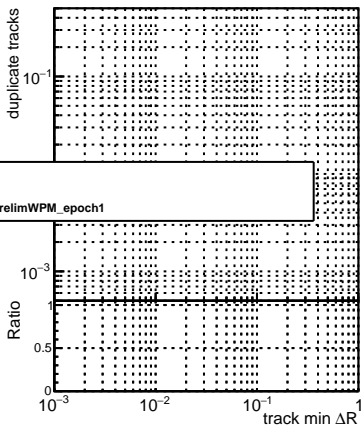 duplicate tracks
10⁻¹
relimWPM_epoch1
10⁻³
Ratio
1
0.5
0
10⁻³ 10⁻² 10⁻¹ 1
track min ΔR